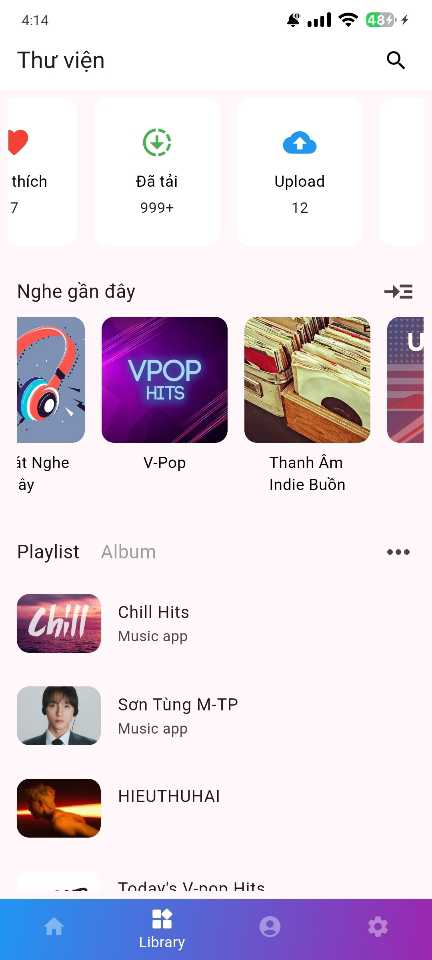 4:14
48
Thư viện
thích
Đã tải
Upload
7
999+
12
Nghe gần đây
VPOP
HITS
U
át Nghe
ây
V-Pop
Thanh Âm
Indie Buồn
Playlist
Album
Chill
Chill Hits
Music app
Sơn Tùng M-TP
Music app
HIEUTHUHAI
Today's V-pop Hits
Library